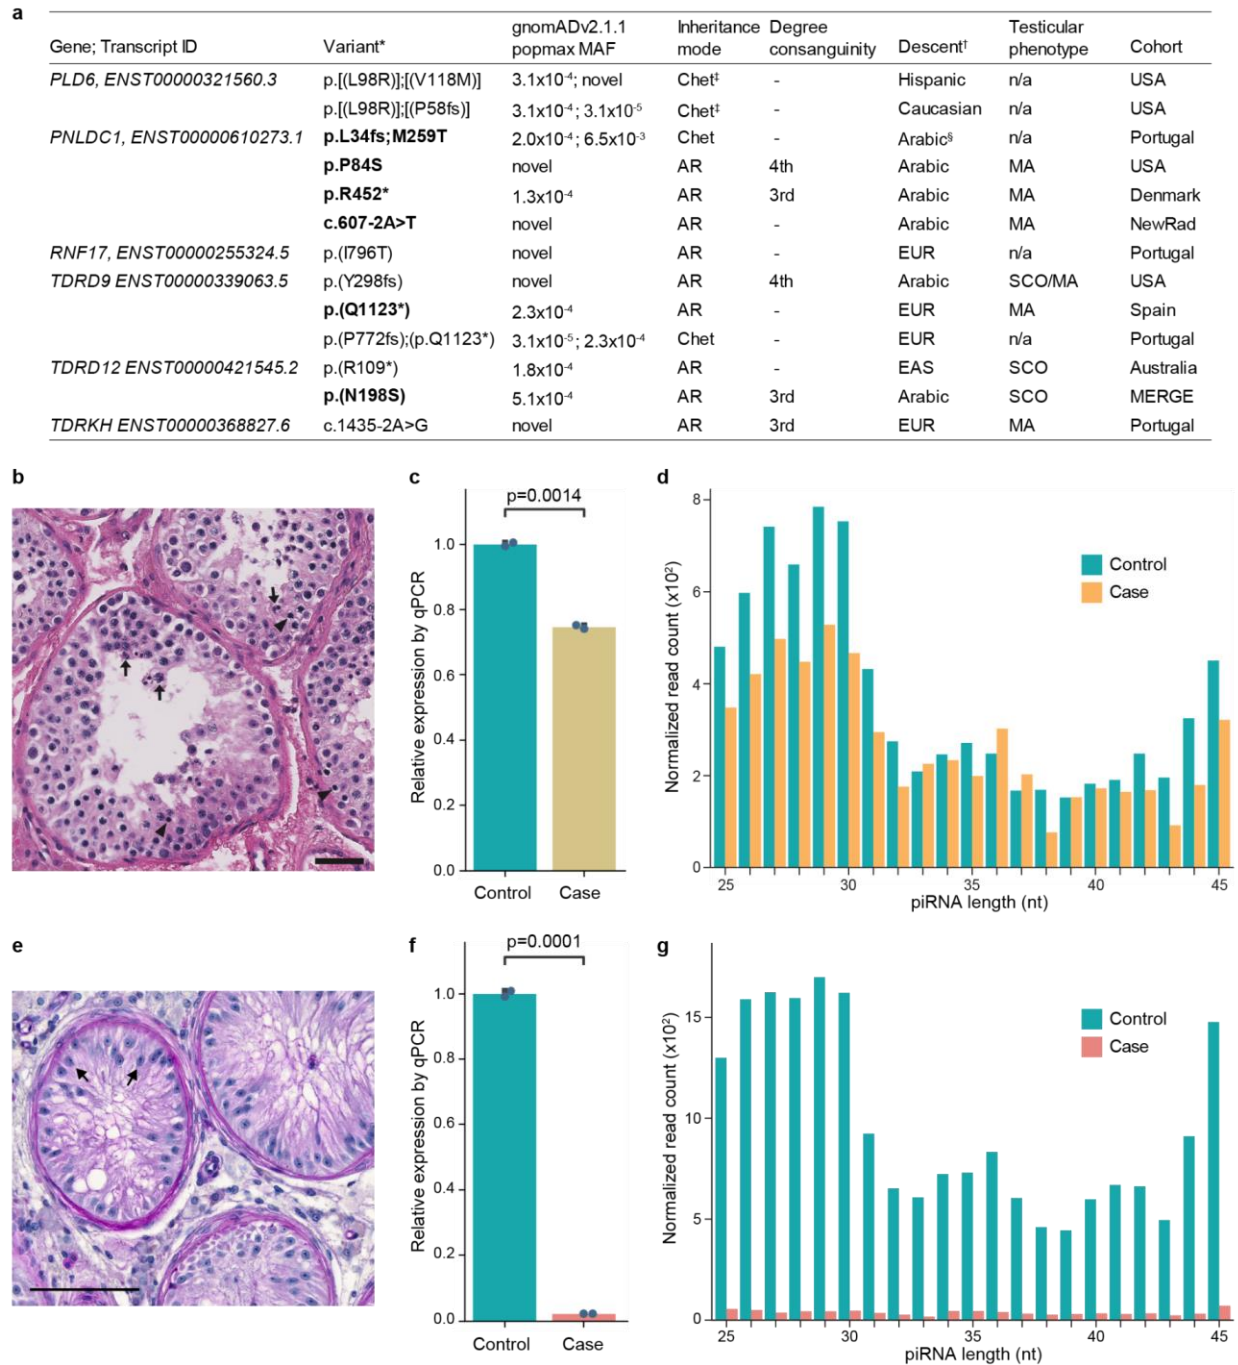 a
Gene; Transcript ID Variant* gnomADv2.1.1 popmax MAF Inheritance mode Degree consanguinity Descent† Testicular phenotype Cohort
PLD6, ENST00000321560.3 p.[(L98R)];[(V118M)] 3.1x10-4; novel Chet‡ - Hispanic n/a USA
p.[(L98R)];[(P58fs)] 3.1x10-4; 3.1x10-5 Chet‡ - Caucasian n/a USA
PNLDC1, ENST00000610273.1 p.L34fs;M259T 2.0x10-4; 6.5x10-3 Chet - Arabic§ n/a Portugal
p.P84S novel AR 4th Arabic MA USA
p.R452* 1.3x10-4 AR 3rd Arabic MA Denmark
c.607-2A>T novel AR - Arabic MA NewRad
RNF17, ENST00000255324.5 p.(I796T) novel AR - EUR n/a Portugal
TDRD9 ENST00000339063.5 p.(Y298fs) novel AR 4th Arabic SCO/MA USA
p.(Q1123*) 2.3x10-4 AR - EUR MA Spain
p.(P772fs);(p.Q1123*) 3.1x10-5; 2.3x10-4 Chet - EUR n/a Portugal
TDRD12 ENST00000421545.2 p.(R109*) 1.8x10-4 AR - EAS SCO Australia
p.(N198S) 5.1x10-4 AR 3rd Arabic SCO MERGE
TDRKH ENST00000368827.6 c.1435-2A>G novel AR 3rd EUR MA Portugal
b
c
p=0.0014
Relative expression by qPCR
1.0
0.8
0.6
0.4
0.2
0.0
Control Case
d
Normalized read count (x10²)
8
6
4
2
0
Control
Case
25 30 35 40 45
piRNA length (nt)
e
f
p=0.0001
Relative expression by qPCR
1.0
0.8
0.6
0.4
0.2
0.0
Control Case
g
Normalized read count (x10²)
15
10
5
0
Control
Case
25 30 35 40 45
piRNA length (nt)